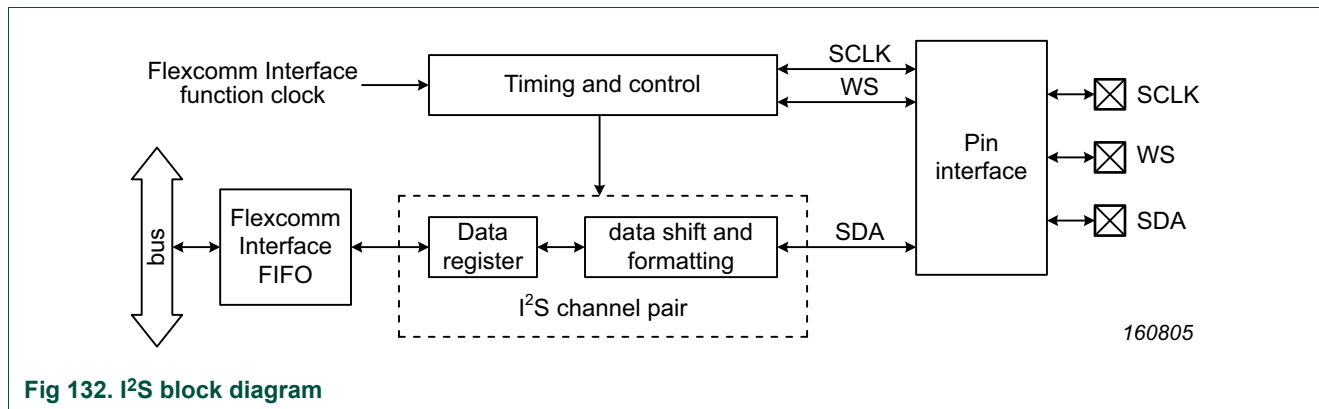 Flexcomm Interface
function clock
Timing and control
SCLK
WS
Pin
interface
SCLK
WS
SDA
bus
Flexcomm
Interface
FIFO
Data
register
data shift and
formatting
SDA
I²S channel pair
160805
Fig 132. I²S block diagram